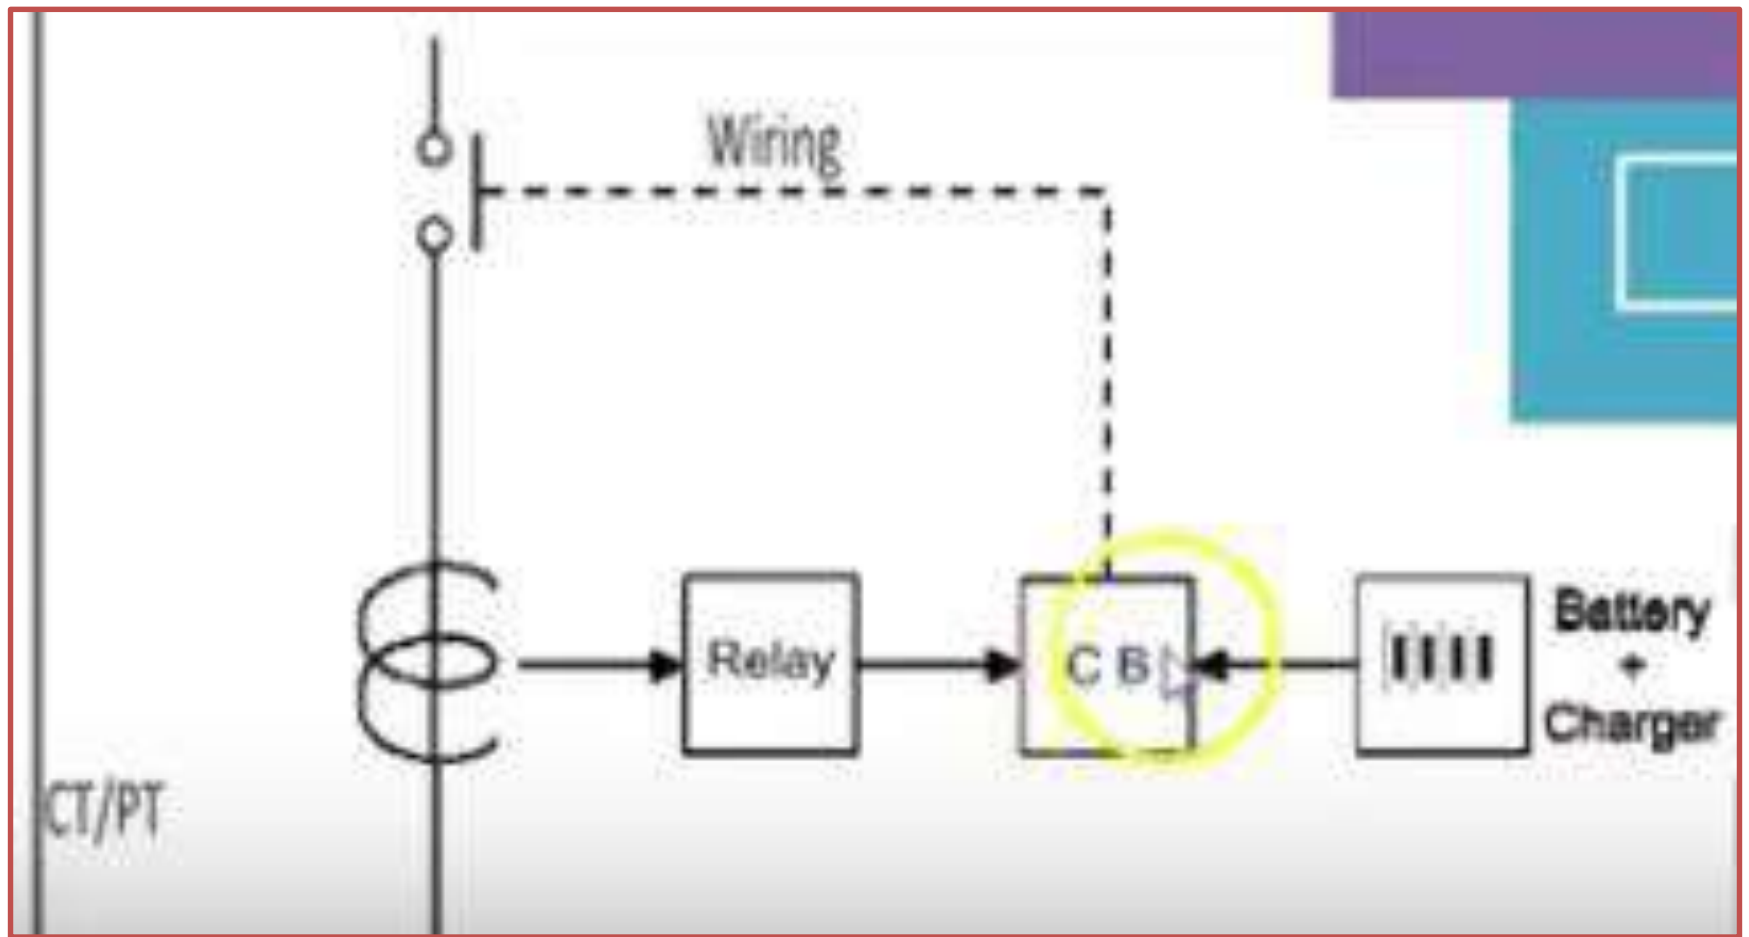 Wiring
Relay
C B
Battery
+
Charger
CT/PT